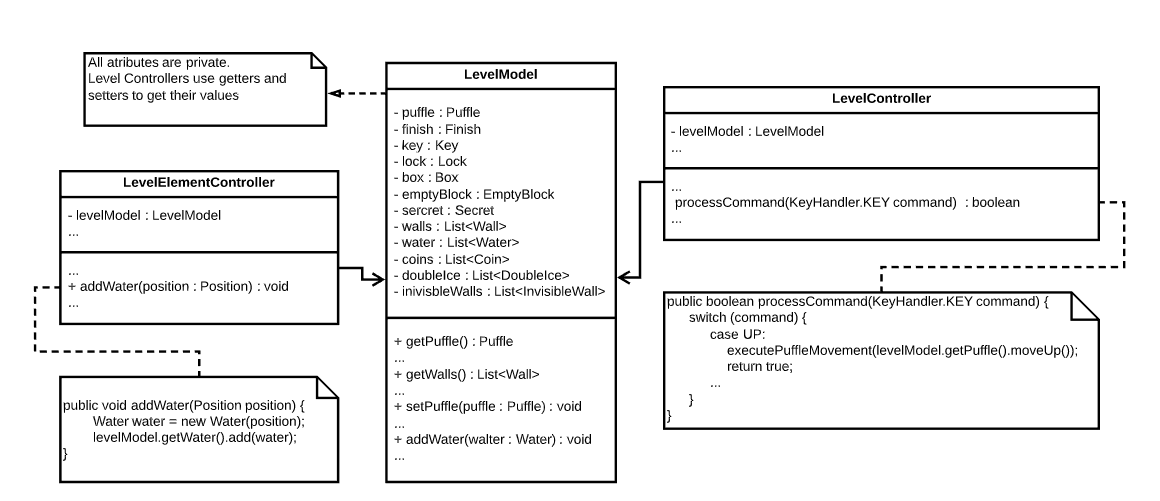 All atributes are private.
Level Controllers use getters and
setters to get their values
LevelElementController
- levelModel : LevelModel
...
...
+ addWater(position : Position) : void
...
public void addWater(Position position) {
Water water = new Water(position);
levelModel.getWater().add(water);
}
LevelModel
- puffle : Puffle
- finish : Finish
- key : Key
- lock : Lock
- box : Box
- emptyBlock : EmptyBlock
- sercret : Secret
- walls : List<Wall>
- water : List<Water>
- coins : List<Coin>
- doubleIce : List<DoubleIce>
- inivisbleWalls : List<InvisibleWall>
+ getPuffle() : Puffle
...
+ getWalls() : List<Wall>
...
+ setPuffle(puffle : Puffle) : void
...
+ addWater(walter : Water) : void
...
LevelController
- levelModel : LevelModel
...
...
processCommand(KeyHandler.KEY command) : boolean
...
public boolean processCommand(KeyHandler.KEY command) {
switch (command) {
case UP:
executePuffleMovement(levelModel.getPuffle().moveUp());
return true;
...
}
}